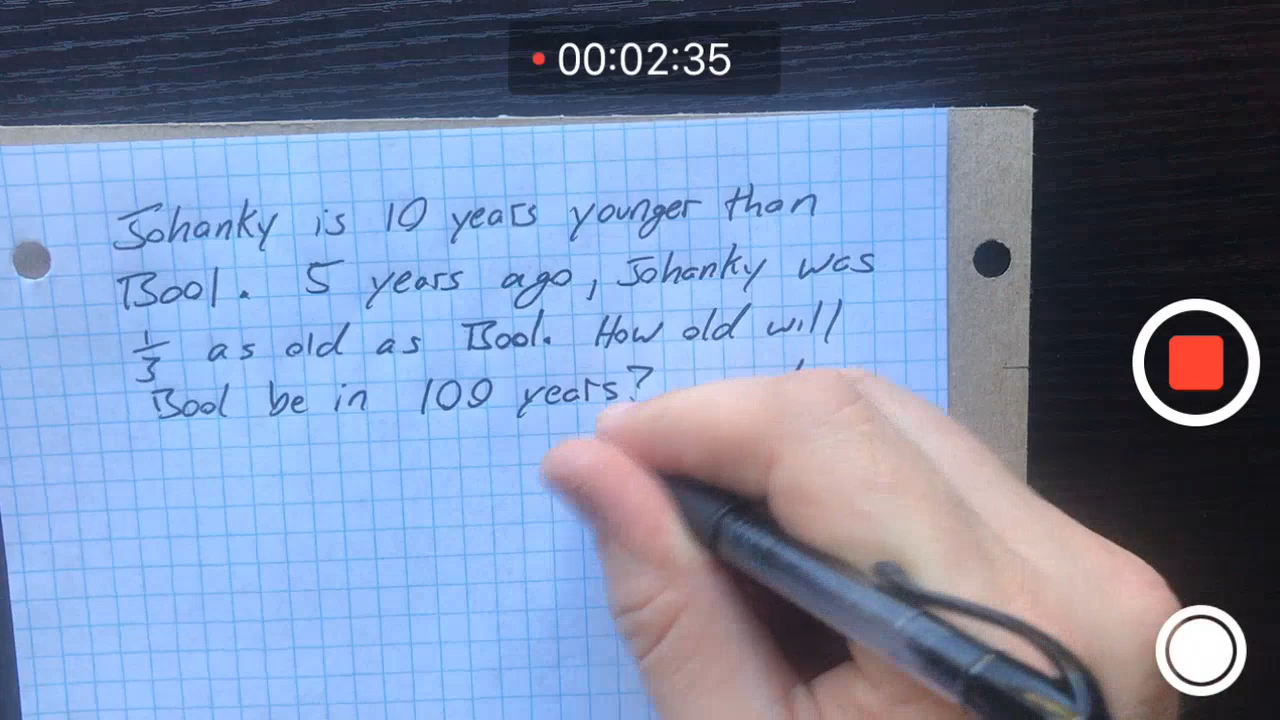 00:02:35
Johanky is 10 years younger than
Bool. 5 years ago, Johanky was
1/3 as old as Bool. How old will
Bool be in 109 years?